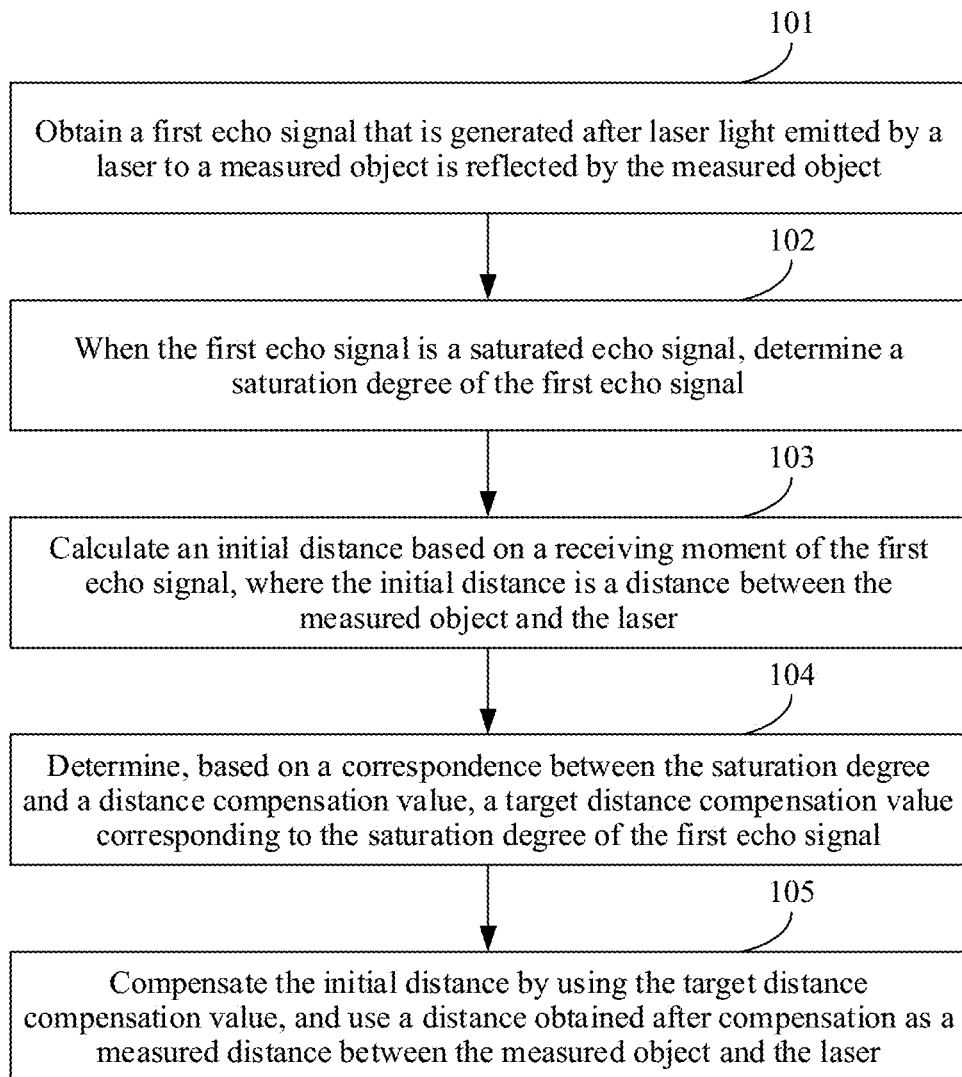 101
Obtain a first echo signal that is generated after laser light emitted by a
laser to a measured object is reflected by the measured object
102
When the first echo signal is a saturated echo signal, determine a
saturation degree of the first echo signal
103
Calculate an initial distance based on a receiving moment of the first
echo signal, where the initial distance is a distance between the
measured object and the laser
104
Determine, based on a correspondence between the saturation degree
and a distance compensation value, a target distance compensation value
corresponding to the saturation degree of the first echo signal
105
Compensate the initial distance by using the target distance
compensation value, and use a distance obtained after compensation as a
measured distance between the measured object and the laser